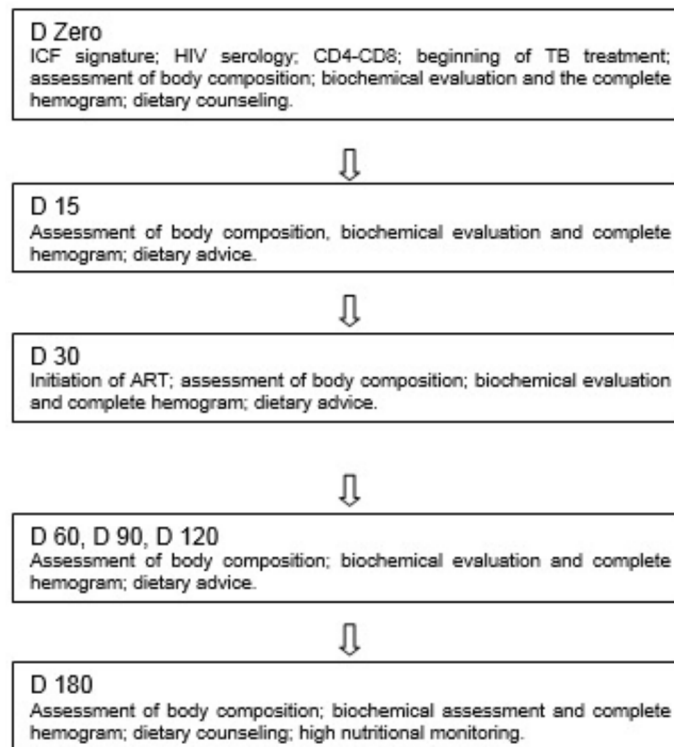 D Zero
ICF signature; HIV serology; CD4-CD8; beginning of TB treatment;
assessment of body composition; biochemical evaluation and the complete
hemogram; dietary counseling.
D 15
Assessment of body composition, biochemical evaluation and complete
hemogram; dietary advice.
D 30
Initiation of ART; assessment of body composition; biochemical evaluation
and complete hemogram; dietary advice.
D 60, D 90, D 120
Assessment of body composition; biochemical evaluation and complete
hemogram; dietary advice.
D 180
Assessment of body composition; biochemical assessment and complete
hemogram; dietary counseling; high nutritional monitoring.